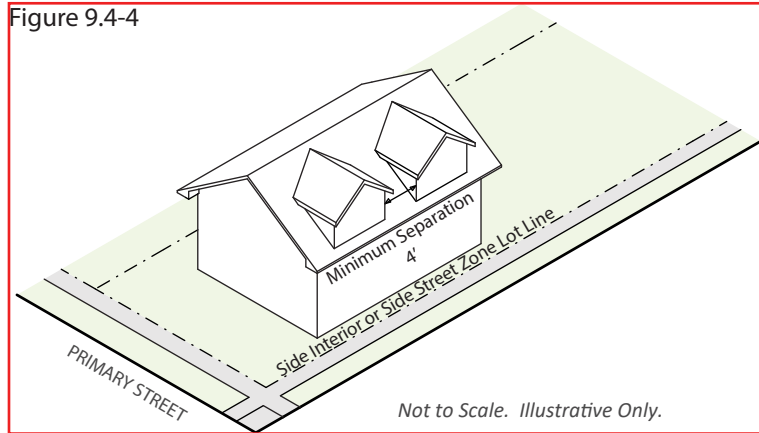 Figure 9.4-4
Minimum Separation
4'
Side Interior or Side Street Zone Lot Line
PRIMARY STREET
Not to Scale. Illustrative Only.